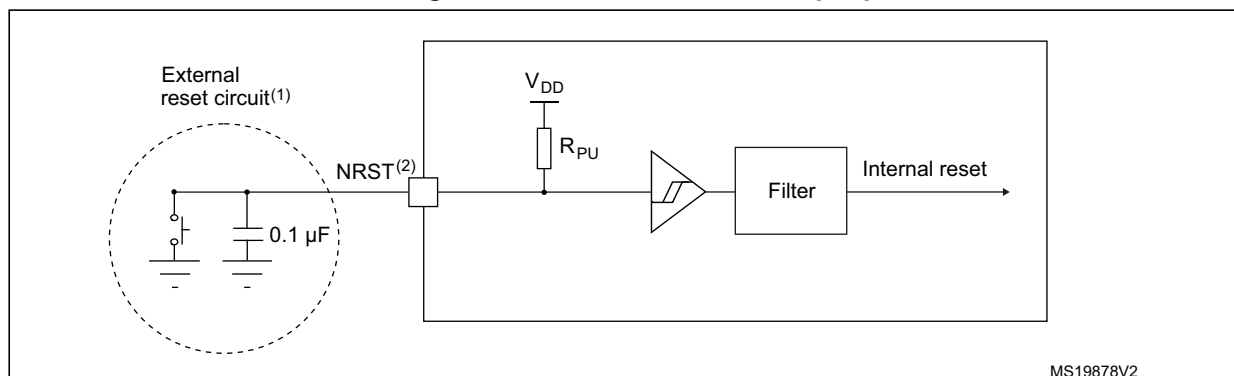 External
reset circuit(1)
VDD
RPU
NRST(2)
Filter
Internal reset
0.1 µF
MS19878V2